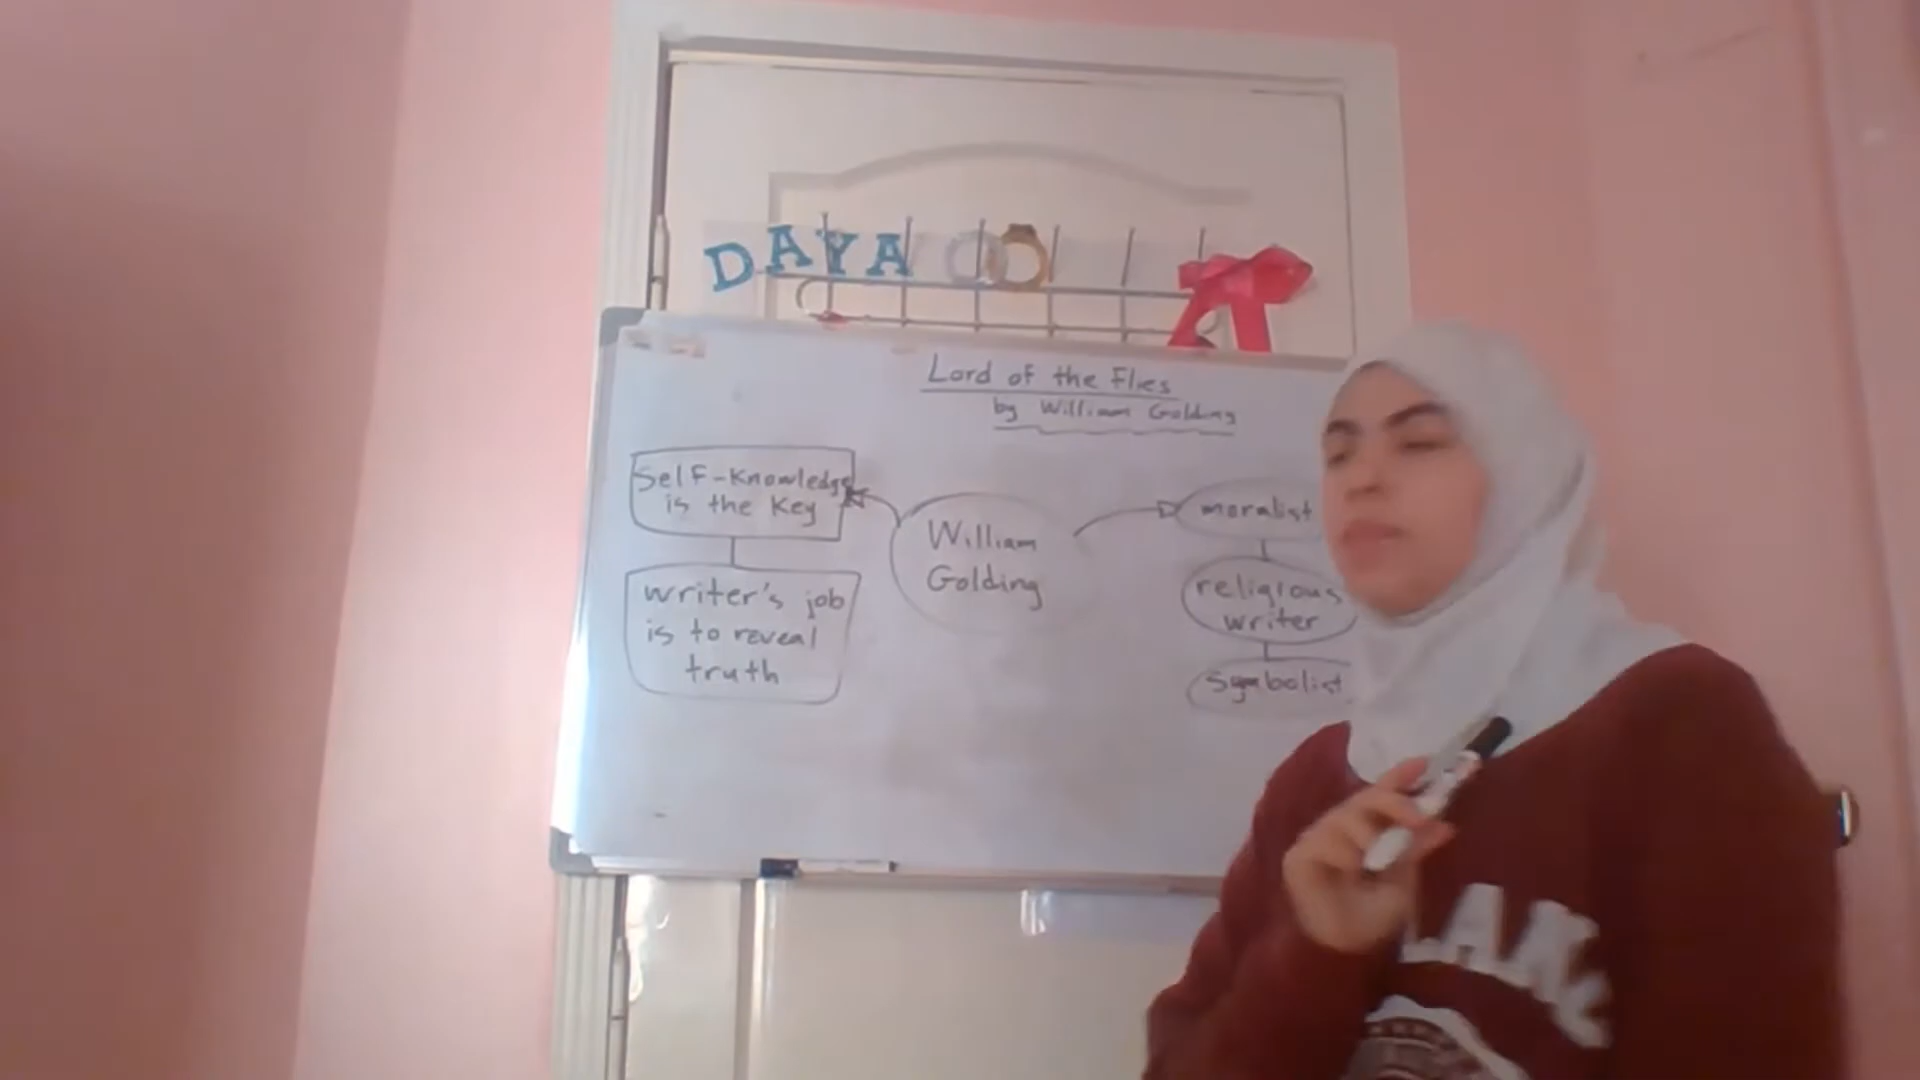 DAYA
Lord of the Flies
by William Golding
Self-Knowledge
is the Key
writer's job
is to reveal
truth
William
Golding
moralist
religious
writer
symbolist